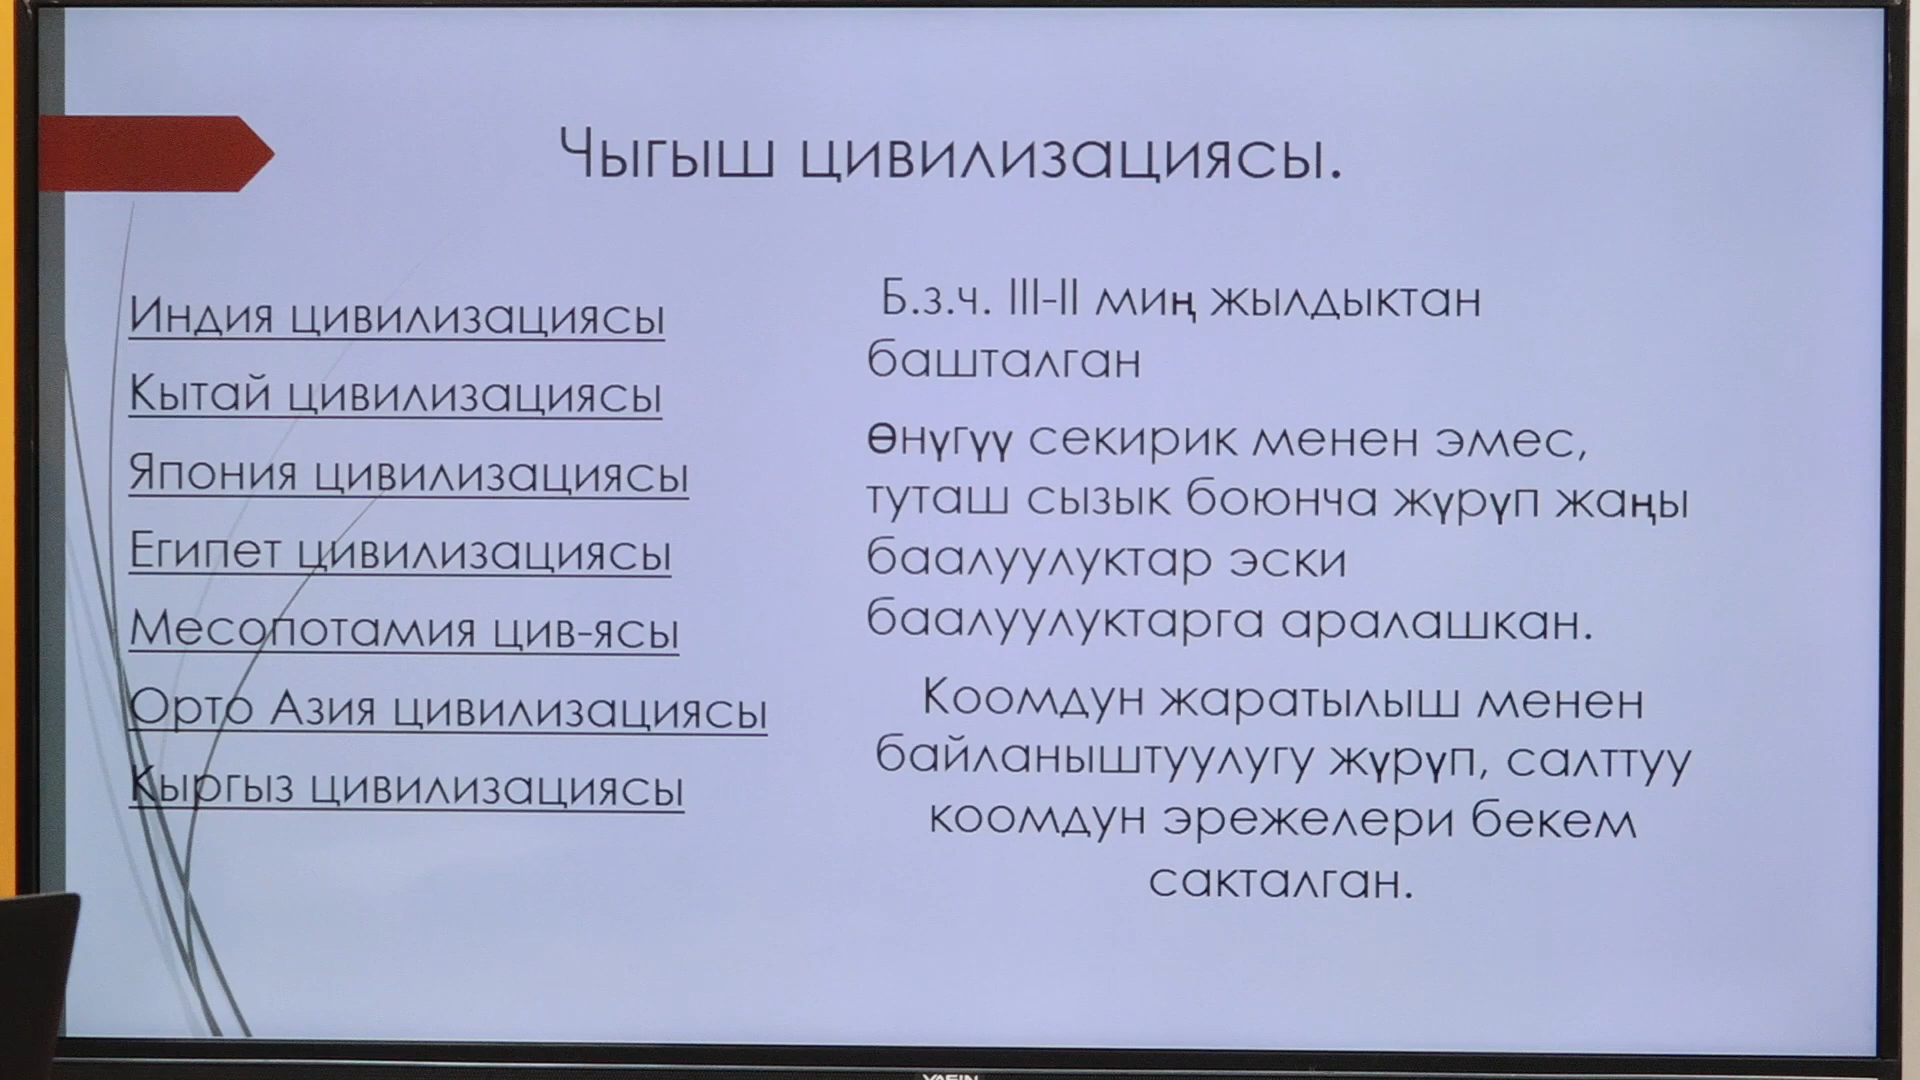 Чыгыш цивилизациясы.
Индия цивилизациясы
Кытай цивилизациясы
Япония цивилизациясы
Египет цивилизациясы
Месопотамия цив-ясы
Орто Азия цивилизациясы
Кыргыз цивилизациясы
Б.з.ч. III-II миң жылдыктан
башталган
Өнүгүү секирик менен эмес,
туташ сызык боюнча жүрүп жаңы
баалуулуктар эски
баалуулуктарга аралашкан.
Коомдун жаратылыш менен
байланыштуулугу жүрүп, салттуу
коомдун эрежелери бекем
сакталган.